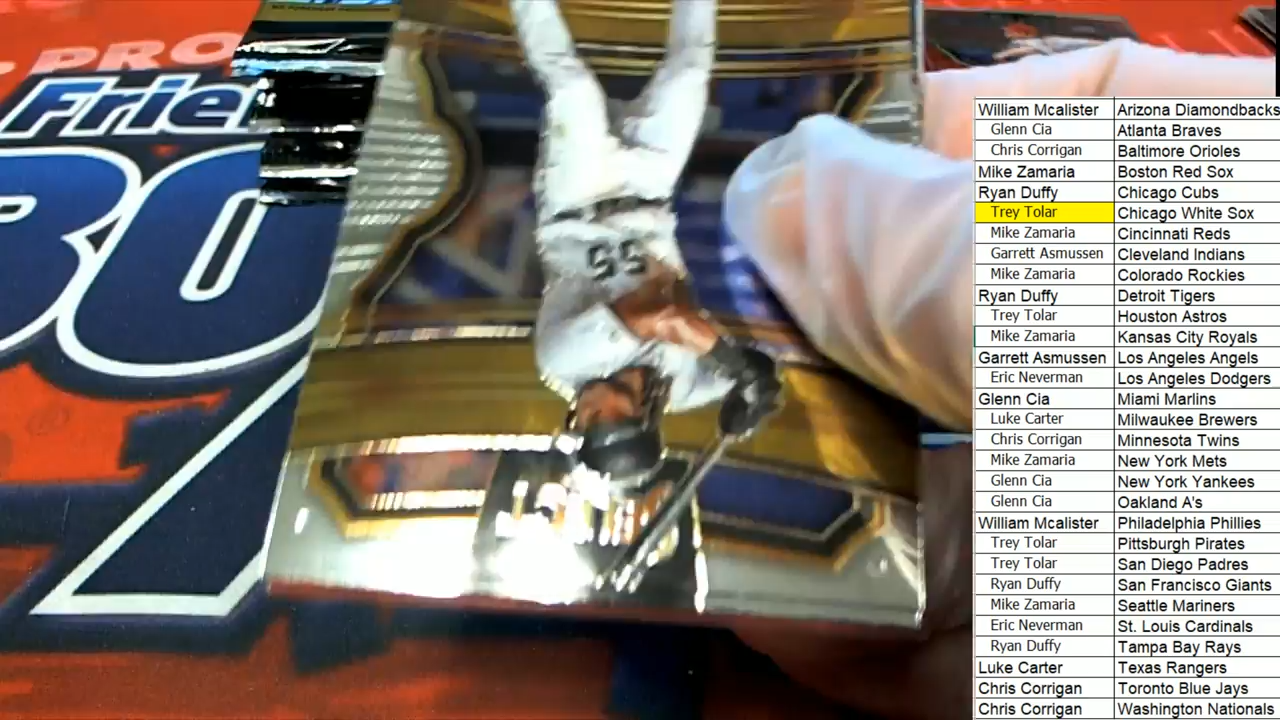 PRO
Frie
55
William Mcalister Arizona Diamondbacks
Glenn Cia Atlanta Braves
Chris Corrigan Baltimore Orioles
Mike Zamaria Boston Red Sox
Ryan Duffy Chicago Cubs
Trey Tolar Chicago White Sox
Mike Zamaria Cincinnati Reds
Garrett Asmussen Cleveland Indians
Mike Zamaria Colorado Rockies
Ryan Duffy Detroit Tigers
Trey Tolar Houston Astros
Mike Zamaria Kansas City Royals
Garrett Asmussen Los Angeles Angels
Eric Neverman Los Angeles Dodgers
Glenn Cia Miami Marlins
Luke Carter Milwaukee Brewers
Chris Corrigan Minnesota Twins
Mike Zamaria New York Mets
Glenn Cia New York Yankees
Glenn Cia Oakland A's
William Mcalister Philadelphia Phillies
Trey Tolar Pittsburgh Pirates
Trey Tolar San Diego Padres
Ryan Duffy San Francisco Giants
Mike Zamaria Seattle Mariners
Eric Neverman St. Louis Cardinals
Ryan Duffy Tampa Bay Rays
Luke Carter Texas Rangers
Chris Corrigan Toronto Blue Jays
Chris Corrigan Washington Nationals